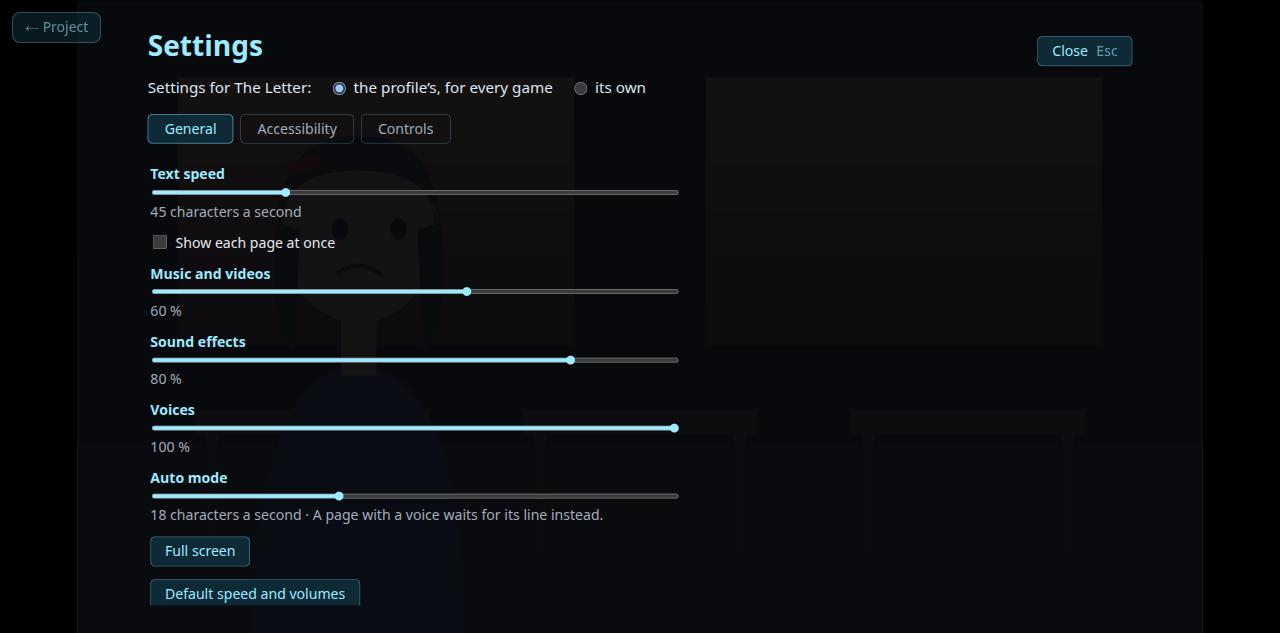 ← Project
Settings
Close Esc
Settings for The Letter: the profile's, for every game its own
General Accessibility Controls
Text speed
45 characters a second
Show each page at once
Music and videos
60 %
Sound effects
80 %
Voices
100 %
Auto mode
18 characters a second · A page with a voice waits for its line instead.
Full screen
Default speed and volumes